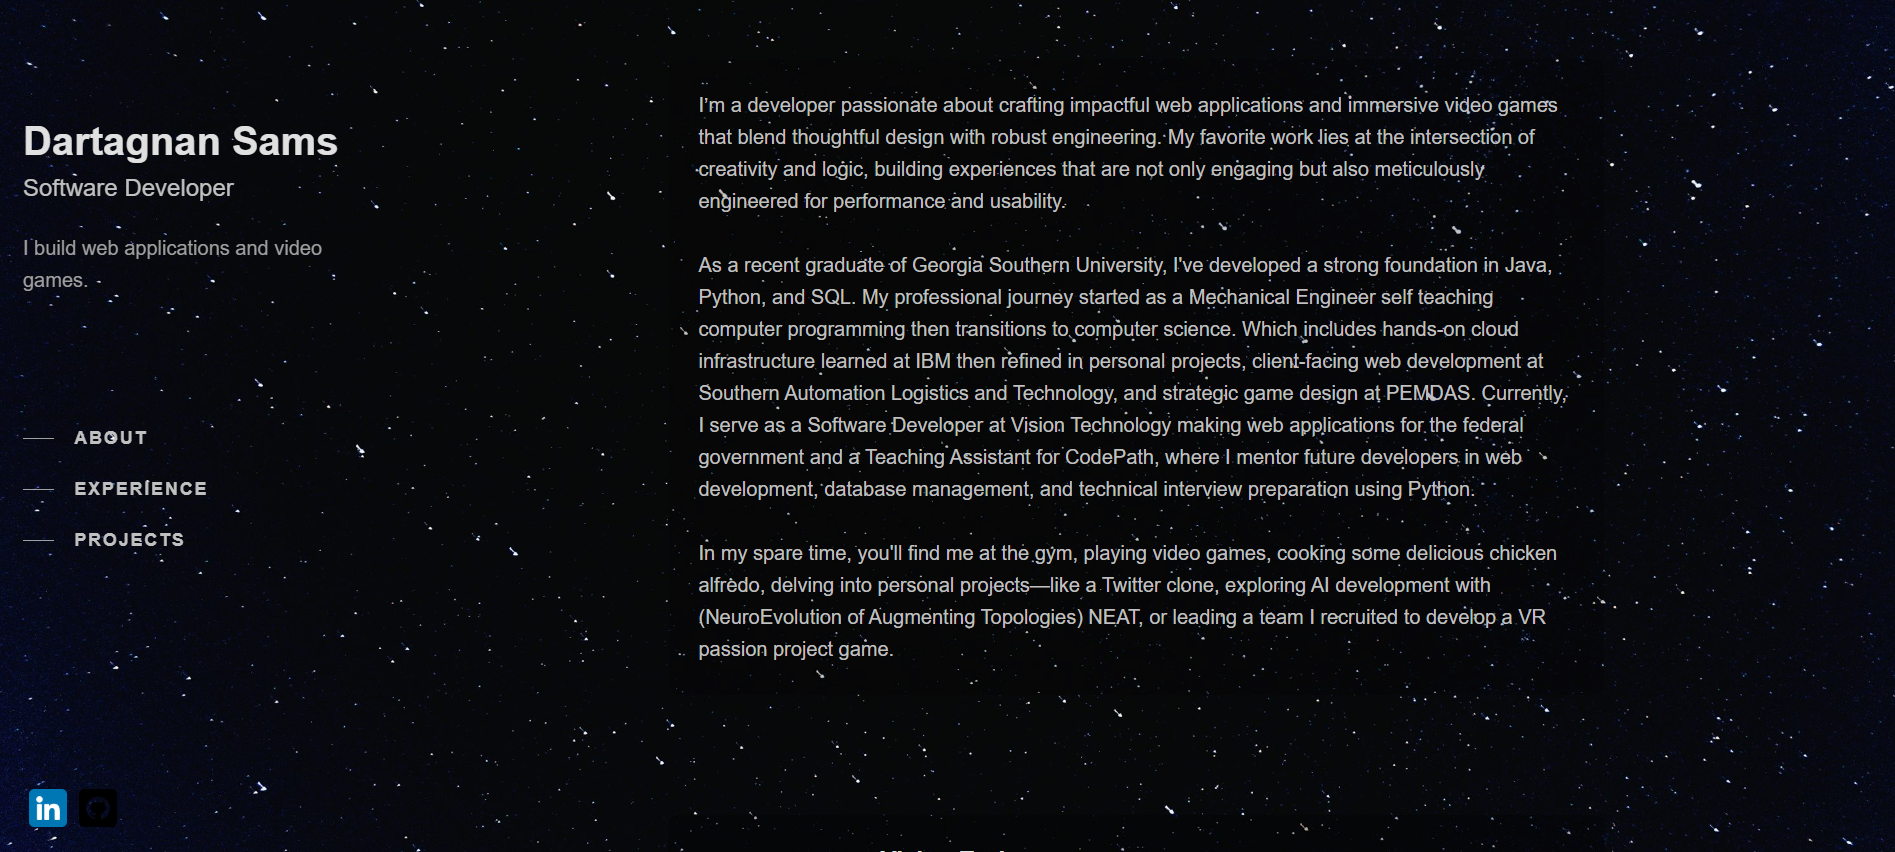 Dartagnan Sams
Software Developer
I build web applications and video
games.
ABOUT
EXPERIENCE
PROJECTS
in
I'm a developer passionate about crafting impactful web applications and immersive video games
that blend thoughtful design with robust engineering. My favorite work lies at the intersection of
creativity and logic, building experiences that are not only engaging but also meticulously
engineered for performance and usability.
As a recent graduate of Georgia Southern University, I've developed a strong foundation in Java,
Python, and SQL. My professional journey started as a Mechanical Engineer self teaching
computer programming then transitions to computer science. Which includes hands-on cloud
infrastructure learned at IBM then refined in personal projects, client-facing web development at
Southern Automation Logistics and Technology, and strategic game design at PEMDAS. Currently,
I serve as a Software Developer at Vision Technology making web applications for the federal
government and a Teaching Assistant for CodePath, where I mentor future developers in web
development, database management, and technical interview preparation using Python.
In my spare time, you'll find me at the gym, playing video games, cooking some delicious chicken
alfredo, delving into personal projects—like a Twitter clone, exploring AI development with
(NeuroEvolution of Augmenting Topologies) NEAT, or leading a team I recruited to develop a VR
passion project game.